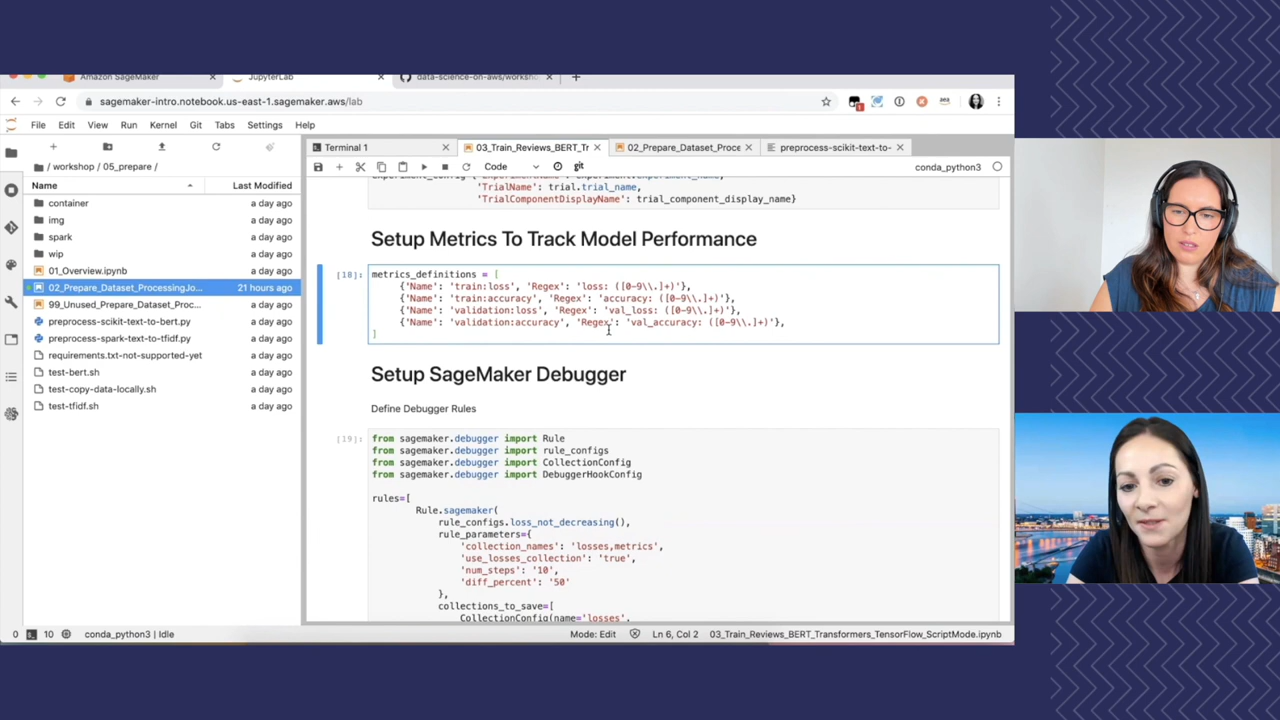 Amazon SageMaker
JupyterLab
data-science-on-aws/worksh
sagemaker-intro.notebook.us-east-1.sagemaker.aws/lab
File Edit View Run Kernel Git Tabs Settings Help
/ workshop / 05_prepare /
Name Last Modified
container a day ago
img a day ago
spark a day ago
wip a day ago
01_Overview.ipynb a day ago
02_Prepare_Dataset_ProcessingJo... 21 hours ago
99_Unused_Prepare_Dataset_Proc... a day ago
preprocess-scikit-text-to-bert.py a day ago
preprocess-spark-text-to-tfidf.py a day ago
requirements.txt-not-supported-yet a day ago
test-bert.sh a day ago
test-copy-data-locally.sh a day ago
test-tfidf.sh a day ago
Terminal 1
03_Train_Reviews_BERT_Tr
02_Prepare_Dataset_Proce
preprocess-scikit-text-to-
Code
git
conda_python3
'TrialName': trial.trial_name,
'TrialComponentDisplayName': trial_component_display_name}
Setup Metrics To Track Model Performance
[18]: metrics_definitions = [
{'Name': 'train:loss', 'Regex': 'loss: ([0-9\\.]+)'},
{'Name': 'train:accuracy', 'Regex': 'accuracy: ([0-9\\.]+)'},
{'Name': 'validation:loss', 'Regex': 'val_loss: ([0-9\\.]+)'},
{'Name': 'validation:accuracy', 'Regex': 'val_accuracy: ([0-9\\.]+)'},
]
Setup SageMaker Debugger
Define Debugger Rules
[19]: from sagemaker.debugger import Rule
from sagemaker.debugger import rule_configs
from sagemaker.debugger import CollectionConfig
from sagemaker.debugger import DebuggerHookConfig
rules=[
Rule.sagemaker(
rule_configs.loss_not_decreasing(),
rule_parameters={
'collection_names': 'losses,metrics',
'use_losses_collection': 'true',
'num_steps': '10',
'diff_percent': '50'
},
collections_to_save=[
CollectionConfig(name='losses',
0 10 conda_python3 | Idle
Mode: Edit Ln 6, Col 2 03_Train_Reviews_BERT_Transformers_TensorFlow_ScriptMode.ipynb